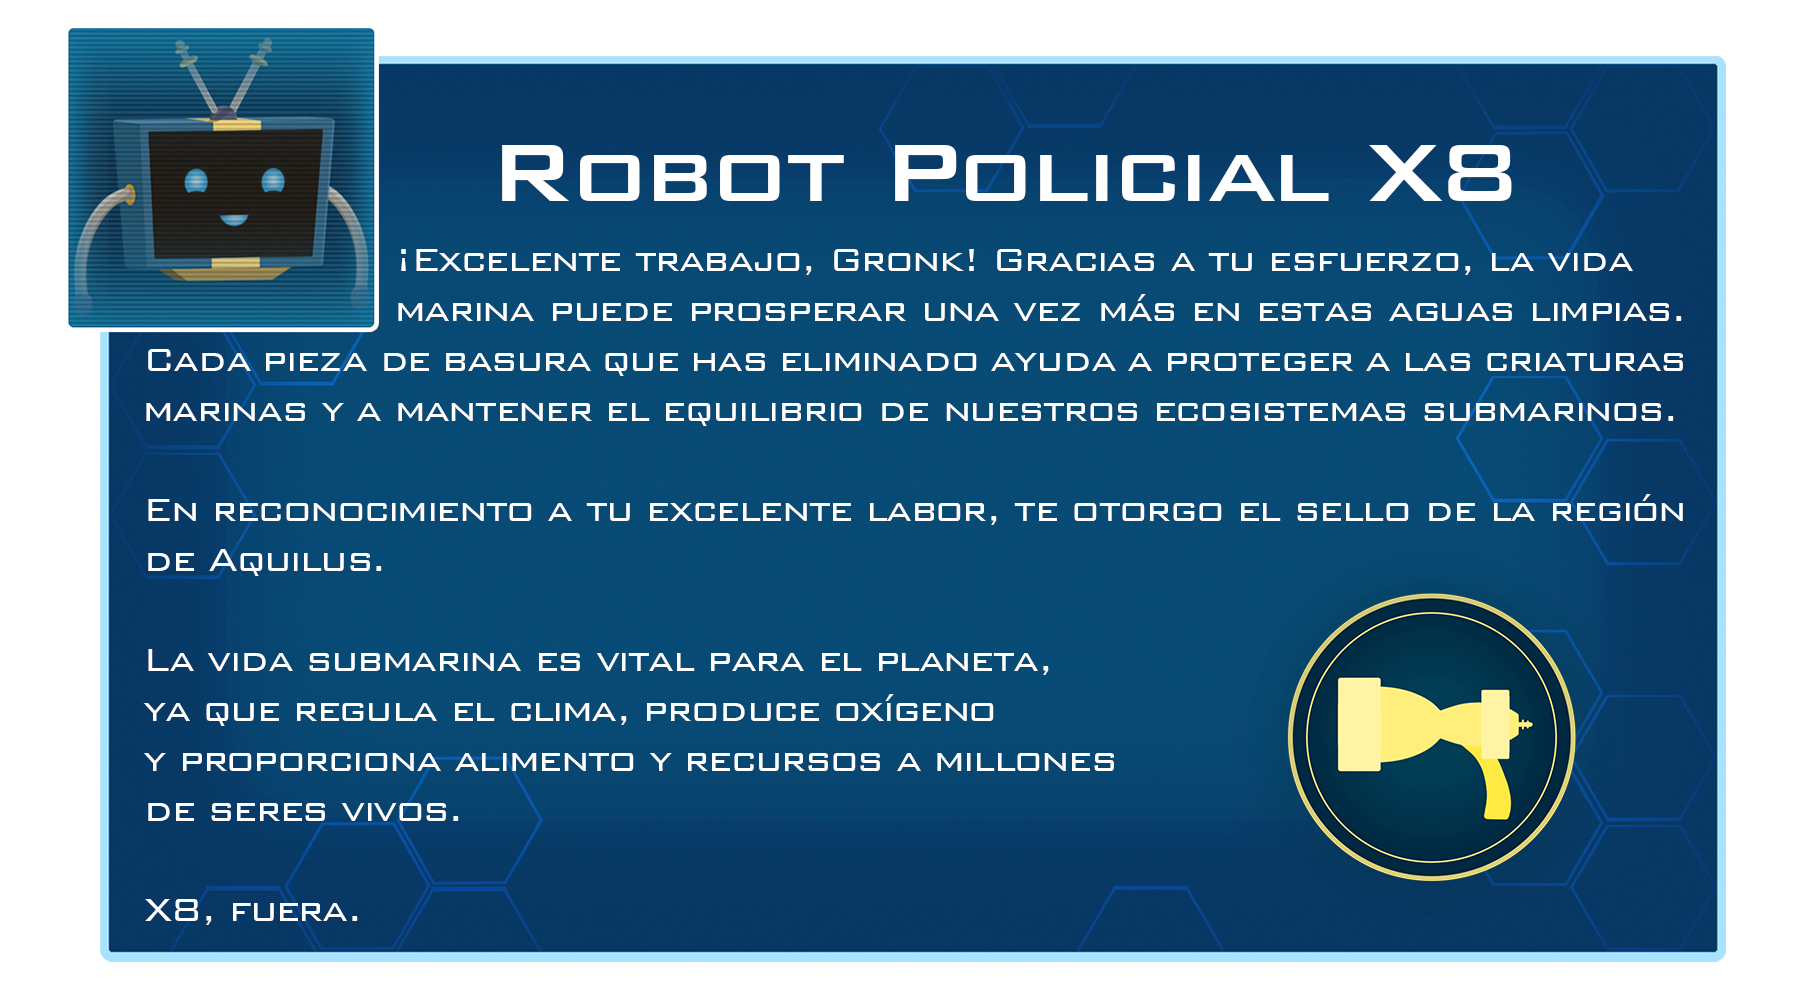 Robot Policial X8
¡Excelente trabajo, Gronk! Gracias a tu esfuerzo, la vida
marina puede prosperar una vez más en estas aguas limpias.
Cada pieza de basura que has eliminado ayuda a proteger a las criaturas
marinas y a mantener el equilibrio de nuestros ecosistemas submarinos.
En reconocimiento a tu excelente labor, te otorgo el sello de la región
de Aquilus.
La vida submarina es vital para el planeta,
ya que regula el clima, produce oxígeno
y proporciona alimento y recursos a millones
de seres vivos.
X8, fuera.